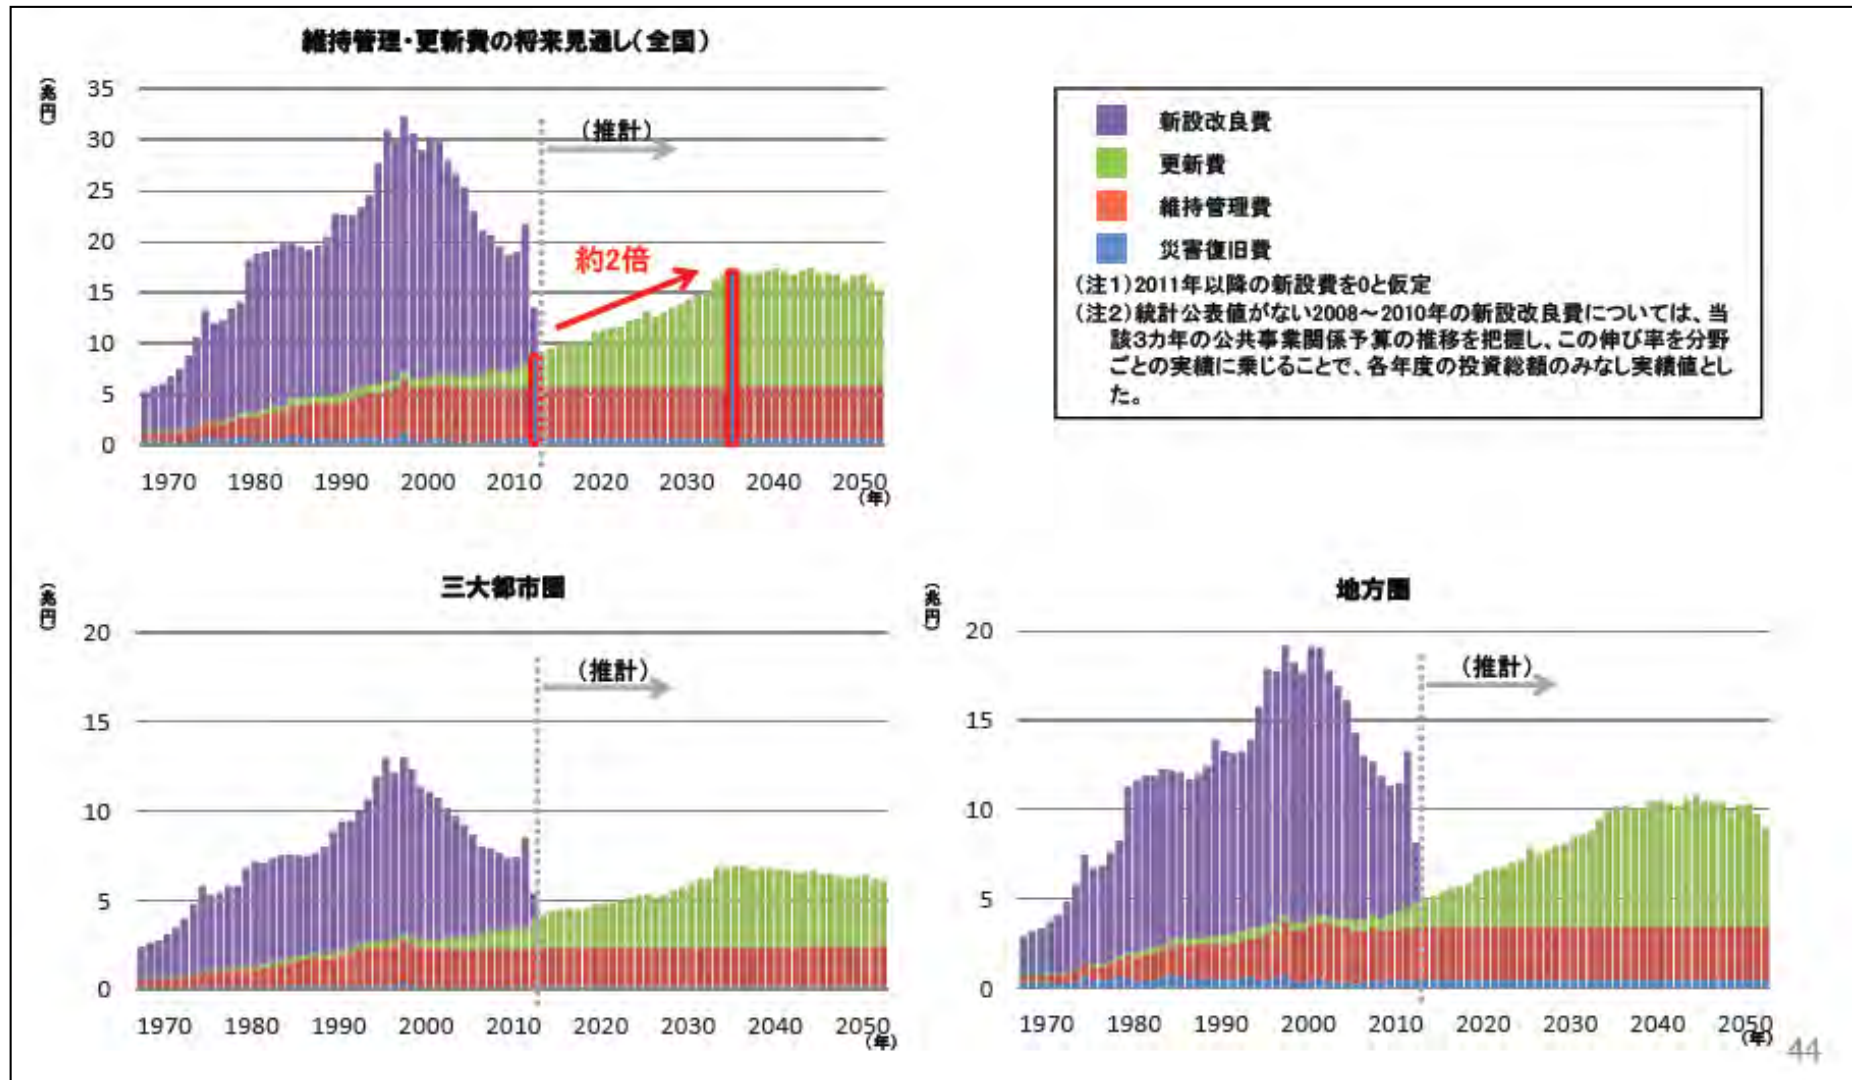 維持管理・更新費の将来見通し(全国)
(兆円)
35
30
25
20
15
10
5
0
(推計)
約2倍
1970 1980 1990 2000 2010 2020 2030 2040 2050
(年)
新設改良費
更新費
維持管理費
災害復旧費
(注1)2011年以降の新設費を0と仮定
(注2)統計公表値がない2008~2010年の新設改良費については、当
該3カ年の公共事業関係予算の推移を把握し、この伸び率を分野
ごとの実績に乗じることで、各年度の投資総額のみなし実績値とし
た。
三大都市圏
(兆円)
20
15
10
5
0
(推計)
1970 1980 1990 2000 2010 2020 2030 2040 2050
(年)
地方圏
(兆円)
20
15
10
5
0
(推計)
1970 1980 1990 2000 2010 2020 2030 2040 2050
(年)
44